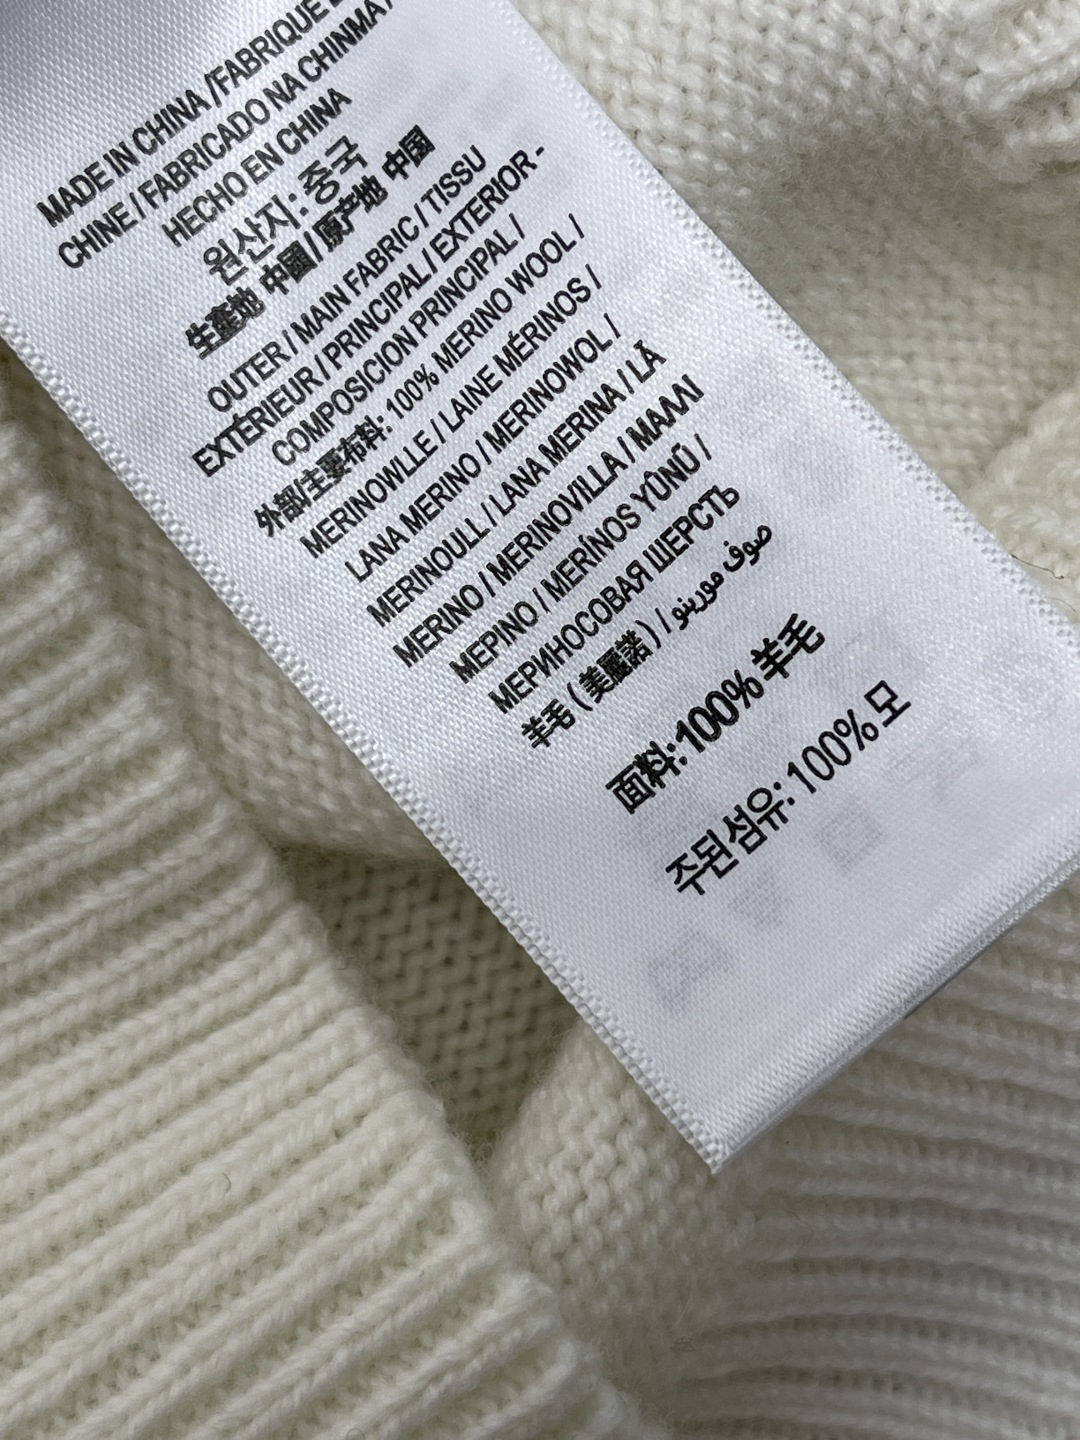 MADE IN CHINA /FABRIQUE
CHINE / FABRICADO NA CHINMA
HECHO EN CHINA
원산지: 중국
生産地 中國/ 原产地 中国
OUTER / MAIN FABRIC / TISSU
EXTÉRIEUR / PRINCIPAL / EXTERIOR -
COMPOSICION PRINCIPAL /
外部/主要布料: 100% MERINO WOOL /
MERINOWLLE / LAINE MÉRINOS /
LANA MERINO / MERINOWOL /
MERINOULL / LANA MERINA / LÃ
MERINO / MERINOVILLA / ΜΑΛΛΙ
ΜΕΡΙΝΟ / MERÍNOS YÛNÜ /
МЕРИНОСОВАЯ ШЕРСТЬ
羊毛 ( 美麗諾 ) / صوف مورينو
面料:100% 羊毛
주된 섬유: 100% 모